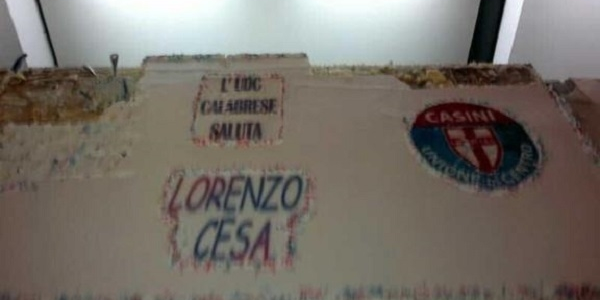 L'UDC
CALABRESE
SALUTA
CASINI
UNIONE DI CENTRO
LORENZO
CESA